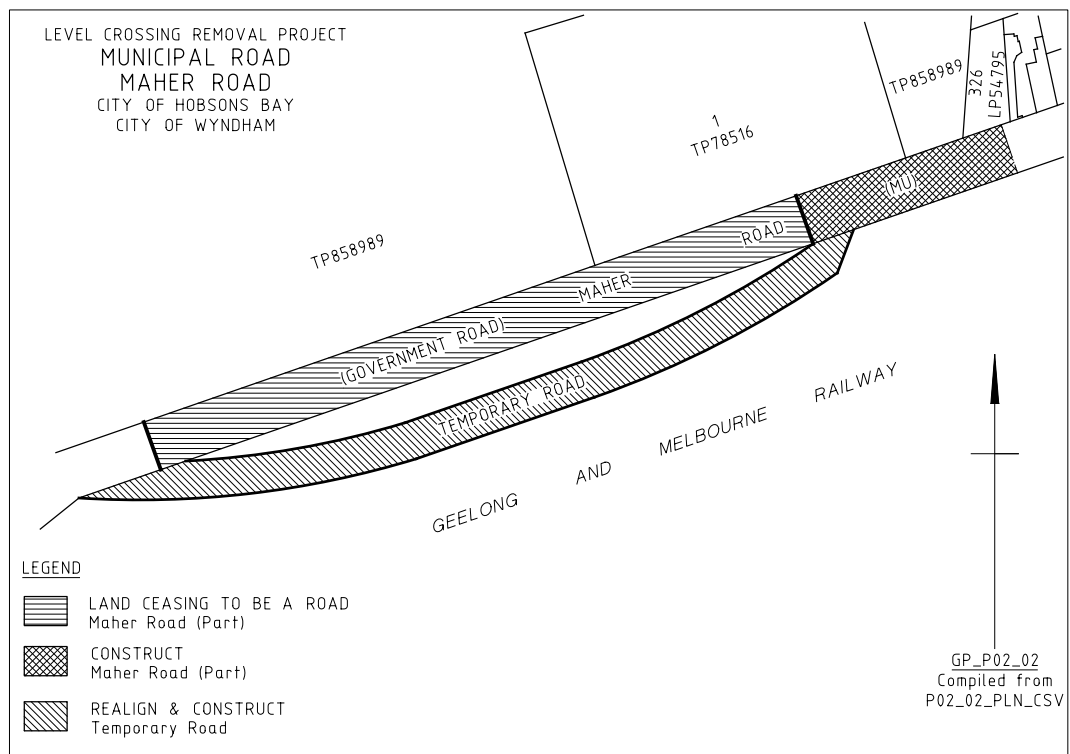 LEVEL CROSSING REMOVAL PROJECT
MUNICIPAL ROAD
MAHER ROAD
CITY OF HOBSONS BAY
CITY OF WYNDHAM
TP858989
326
LP54795
1
TP78516
(MU)
TP858989
ROAD
MAHER
(GOVERNMENT ROAD)
TEMPORARY ROAD
GEELONG AND MELBOURNE RAILWAY
LEGEND
LAND CEASING TO BE A ROAD
Maher Road (Part)
CONSTRUCT
Maher Road (Part)
REALIGN & CONSTRUCT
Temporary Road
GP_P02_02
Compiled from
P02_02_PLN_CSV